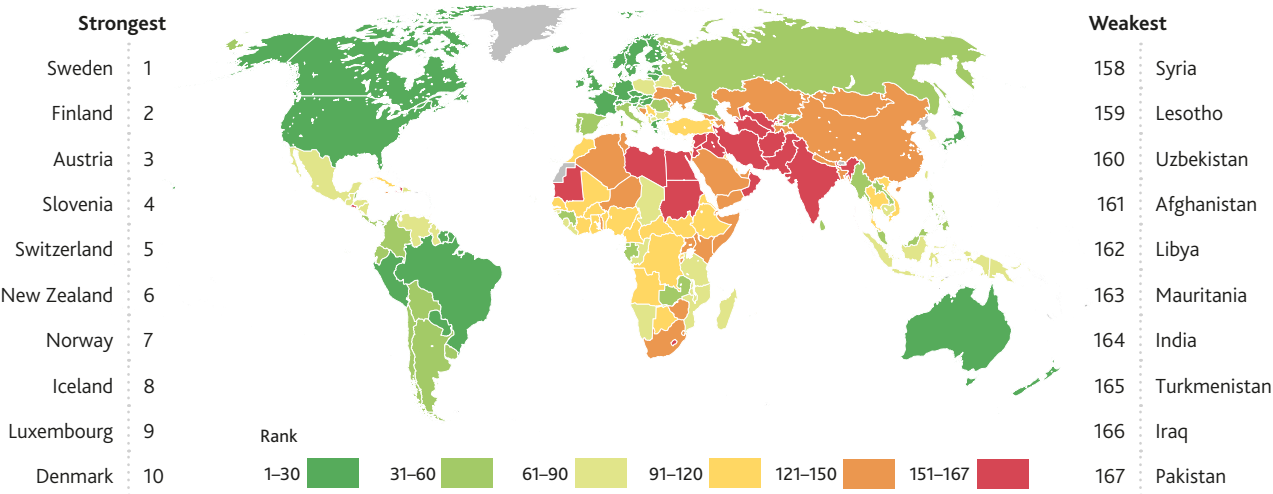 Strongest
Sweden 1
Finland 2
Austria 3
Slovenia 4
Switzerland 5
New Zealand 6
Norway 7
Iceland 8
Luxembourg 9
Denmark 10
Weakest
158 Syria
159 Lesotho
160 Uzbekistan
161 Afghanistan
162 Libya
163 Mauritania
164 India
165 Turkmenistan
166 Iraq
167 Pakistan
Rank
1–30 31–60 61–90 91–120 121–150 151–167